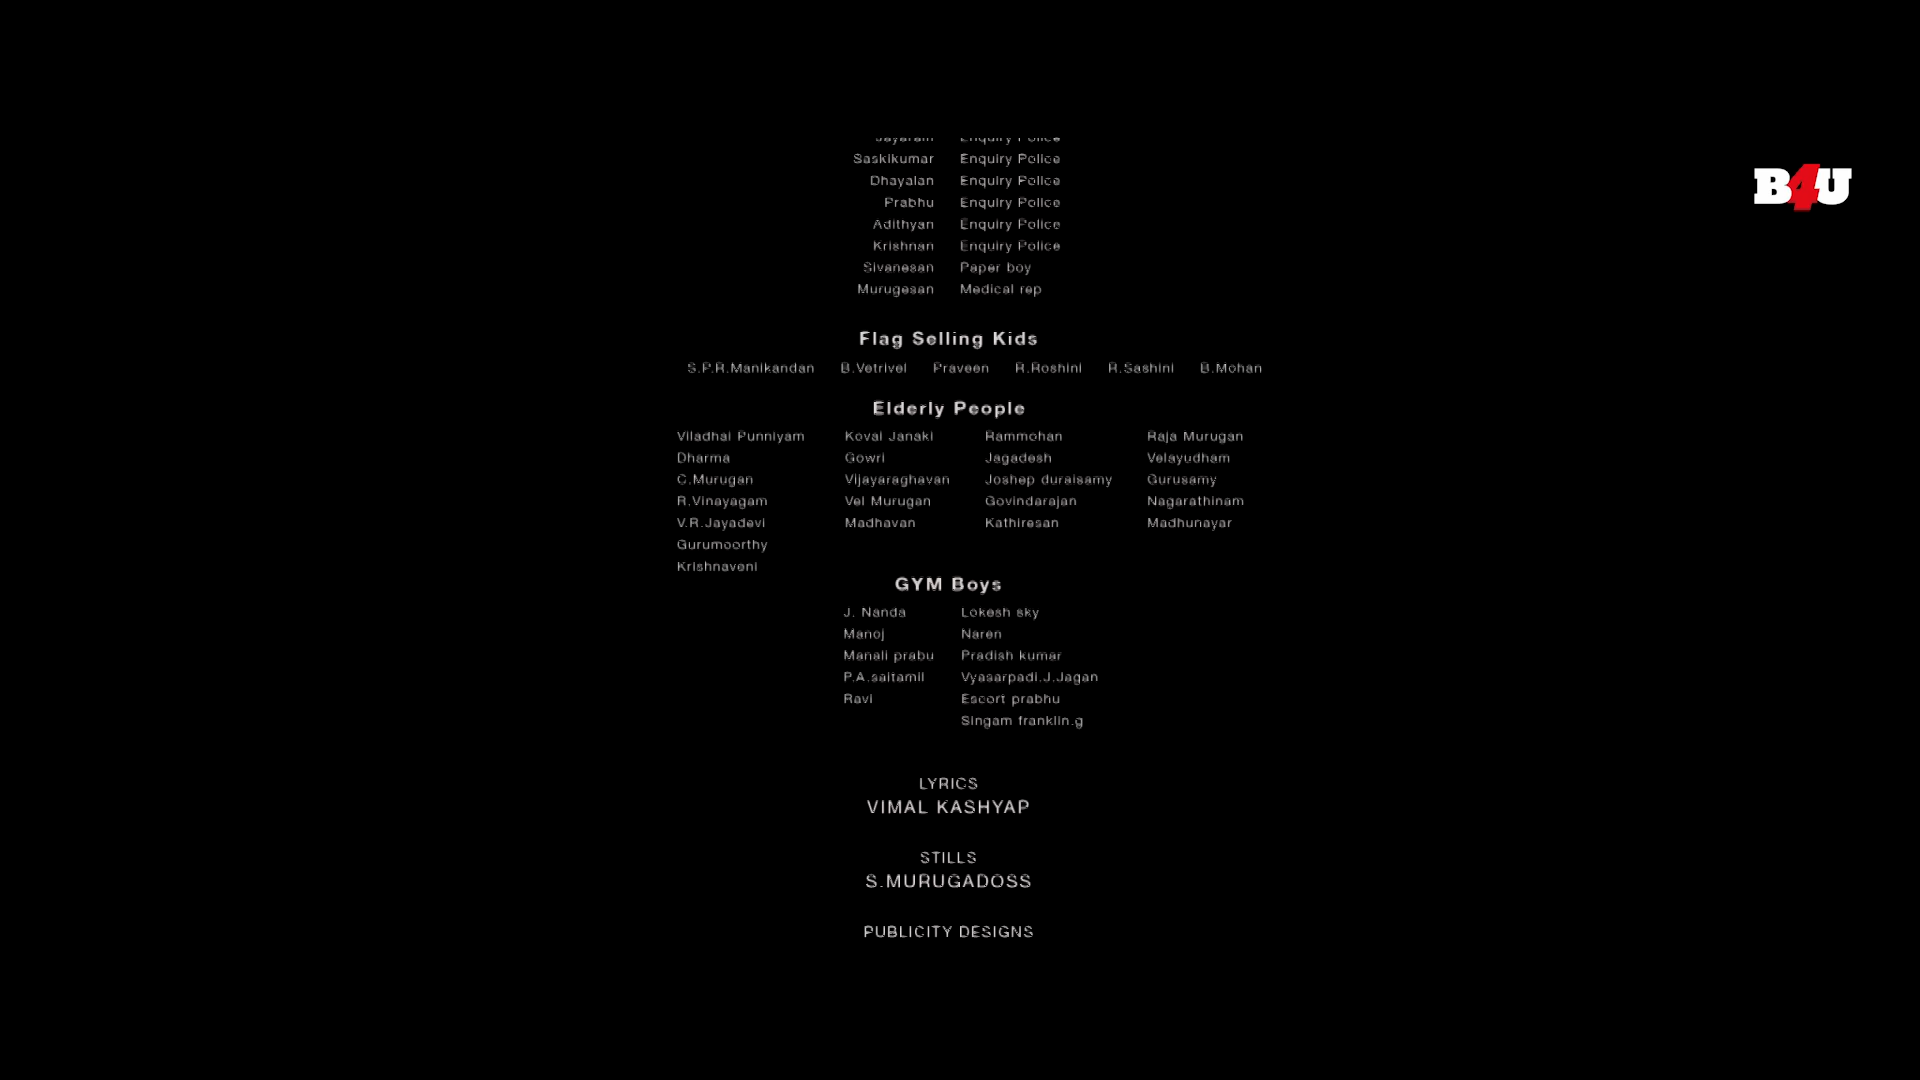 Jayaram Enquiry Police
Saskikumar Enquiry Police
Dhayalan Enquiry Police
Prabhu Enquiry Police
Adithyan Enquiry Police
Krishnan Enquiry Police
Sivanesan Paper boy
Murugesan Medical rep
B4U
Flag Selling Kids
S.P.R.Manikandan B.Vetrivel Praveen R.Roshini R.Sashini B.Mohan
Elderly People
Viladhai Punniyam Kovai Janaki Rammohan Raja Murugan
Dharma Gowri Jagadesh Velayudham
C.Murugan Vijayaraghavan Joshep duraisamy Gurusamy
R.Vinayagam Vel Murugan Govindarajan Nagarathinam
V.R.Jayadevi Madhavan Kathiresan Madhunayar
Gurumoorthy
Krishnaveni
GYM Boys
J. Nanda Lokesh sky
Manoj Naren
Manali prabu Pradish kumar
P.A.saitamil Vyasarpadi.J.Jagan
Ravi Escort prabhu
Singam franklin.g
LYRICS
VIMAL KASHYAP
STILLS
S.MURUGADOSS
PUBLICITY DESIGNS